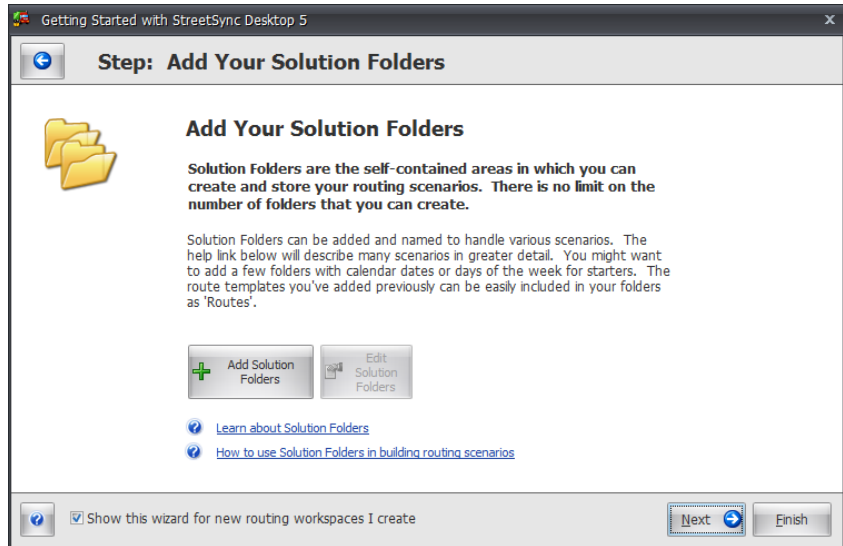 Getting Started with StreetSync Desktop 5
x
Step: Add Your Solution Folders
Add Your Solution Folders
Solution Folders are the self-contained areas in which you can
create and store your routing scenarios. There is no limit on the
number of folders that you can create.
Solution Folders can be added and named to handle various scenarios. The
help link below will describe many scenarios in greater detail. You might want
to add a few folders with calendar dates or days of the week for starters. The
route templates you've added previously can be easily included in your folders
as 'Routes'.
Add Solution
Folders
Edit
Solution
Folders
Learn about Solution Folders
How to use Solution Folders in building routing scenarios
Show this wizard for new routing workspaces I create
Next
Finish